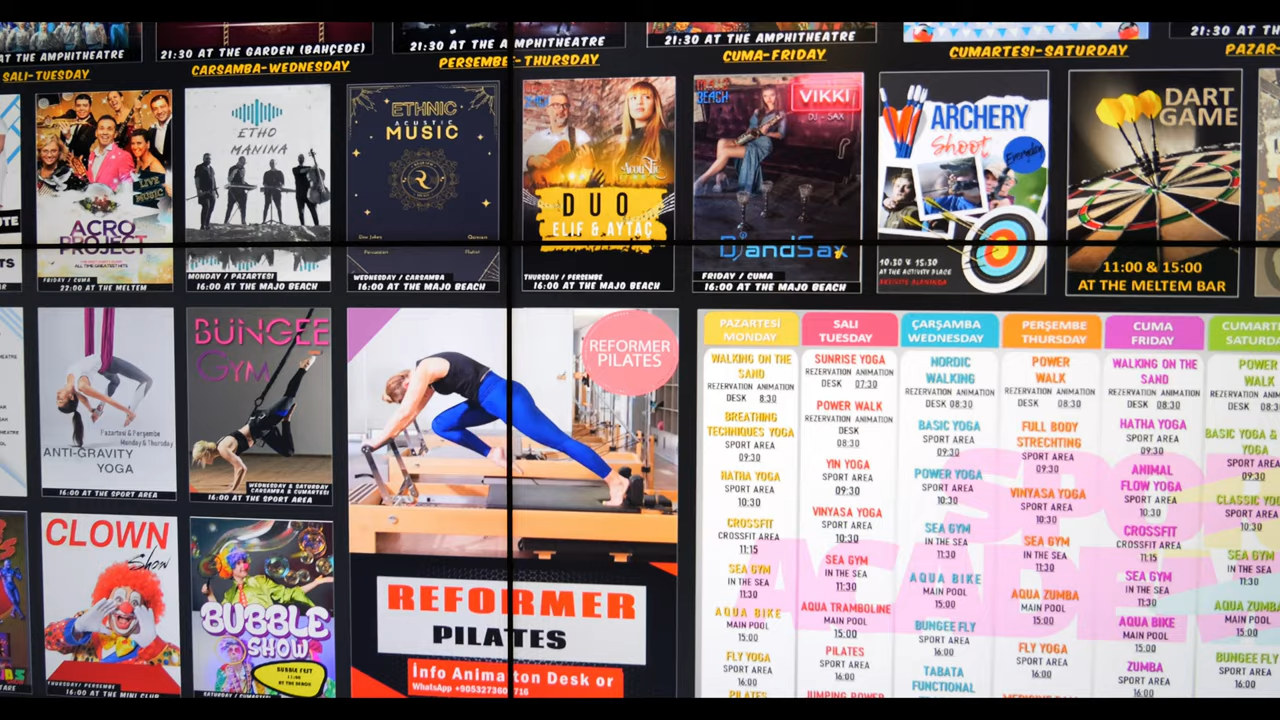 21:30 AT THE GARDEN (BAHÇEDE)
21:30 AT THE AMPHITHEATRE
21:30 AT THE
SALI-TUESDAY
ÇARŞAMBA-WEDNESDAY
PERŞEMBE-THURSDAY
CUMA-FRIDAY
CUMARTESI-SATURDAY
PAZAR-
LIVE
MUSIC
ACRO
PROJECT
ALL TIME GREATEST HITS
FRIDAY / CUMA
22:00 AT THE MELTEM
ETHO
MANINA
MONDAY / PAZARTESI
16:00 AT THE MAJO BEACH
ETHNIC
ACUSTIC
MUSIC
WEDNESDAY / ÇARŞAMBA
16:00 AT THE MAJO BEACH
ACOUSTIC
DUO
ELIF & AYTAÇ
THURSDAY / PERŞEMBE
16:00 AT THE MAJO BEACH
BEACH
VIKKI
DJ - SAX
DjandSax
FRIDAY / CUMA
16:00 AT THE MAJO BEACH
ARCHERY
Shoot
Everyday
10:30 & 15:30
AT THE ACTIVITY PLACE
DART
GAME
11:00 & 15:00
AT THE MELTEM BAR
Pazartesi & Perşembe
Monday & Thursday
ANTI-GRAVITY
YOGA
16:00 AT THE SPORT AREA
BUNGEE
GYM
WEDNESDAY & SATURDAY
ÇARŞAMBA & CUMARTESI
16:00 AT THE SPORT AREA
REFORMER
PILATES
REFORMER
PILATES
İnfo Animation Desk or
CLOWN
Show
THURSDAY / PERŞEMBE
16:00 AT THE MINI CLUB
BUBBLE
SHOW
BUBBLE FEST
PAZARTESİ
MONDAY
WALKING ON THE
SAND
REZERVATION ANIMATION
DESK 8:30
BREATHING
TECHNIQUES YOGA
SPORT AREA
09:30
HATHA YOGA
SPORT AREA
10:30
CROSSFIT
CROSSFIT AREA
11:15
SEA GYM
IN THE SEA
11:30
AQUA BIKE
MAIN POOL
15:00
FLY YOGA
SPORT AREA
16:00
PILATES
SALI
TUESDAY
SUNRISE YOGA
REZERVATION ANIMATION
DESK 07:30
POWER WALK
REZERVATION ANIMATION
DESK
08:30
YIN YOGA
SPORT AREA
09:30
VINYASA YOGA
SPORT AREA
10:30
SEA GYM
IN THE SEA
11:30
AQUA TRAMBOLINE
MAIN POOL
15:00
PILATES
SPORT AREA
16:00
JUMPING POWER
ÇARŞAMBA
WEDNESDAY
NORDIC
WALKING
REZERVATION ANIMATION
DESK 08:30
BASIC YOGA
SPORT AREA
09:30
POWER YOGA
SPORT AREA
10:30
SEA GYM
IN THE SEA
11:30
AQUA BIKE
MAIN POOL
15:00
BUNGEE FLY
SPORT AREA
16:00
TABATA
FUNCTIONAL
PERŞEMBE
THURSDAY
POWER
WALK
REZERVATION ANIMATION
DESK 08:30
FULL BODY
STRECHTING
SPORT AREA
09:30
VINYASA YOGA
SPORT AREA
10:30
SEA GYM
IN THE SEA
11:30
AQUA ZUMBA
MAIN POOL
15:00
FLY YOGA
SPORT AREA
16:00
CUMA
FRIDAY
WALKING ON THE
SAND
REZERVATION ANIMATION
DESK 08:30
HATHA YOGA
SPORT AREA
09:30
ANIMAL
FLOW YOGA
SPORT AREA
10:30
CROSSFIT
CROSSFIT AREA
11:15
SEA GYM
IN THE SEA
11:30
AQUA BIKE
MAIN POOL
15:00
ZUMBA
SPORT AREA
16:00
POWER
WALK
BASIC YOGA &
YOGA
SPORT AREA
09:30
CLASSIC YOG
SPORT AREA
10:30
SEA GYM
IN THE SEA
11:30
AQUA ZUMBA
MAIN POOL
15:00
BUNGEE FLY
SPORT AREA
16:00